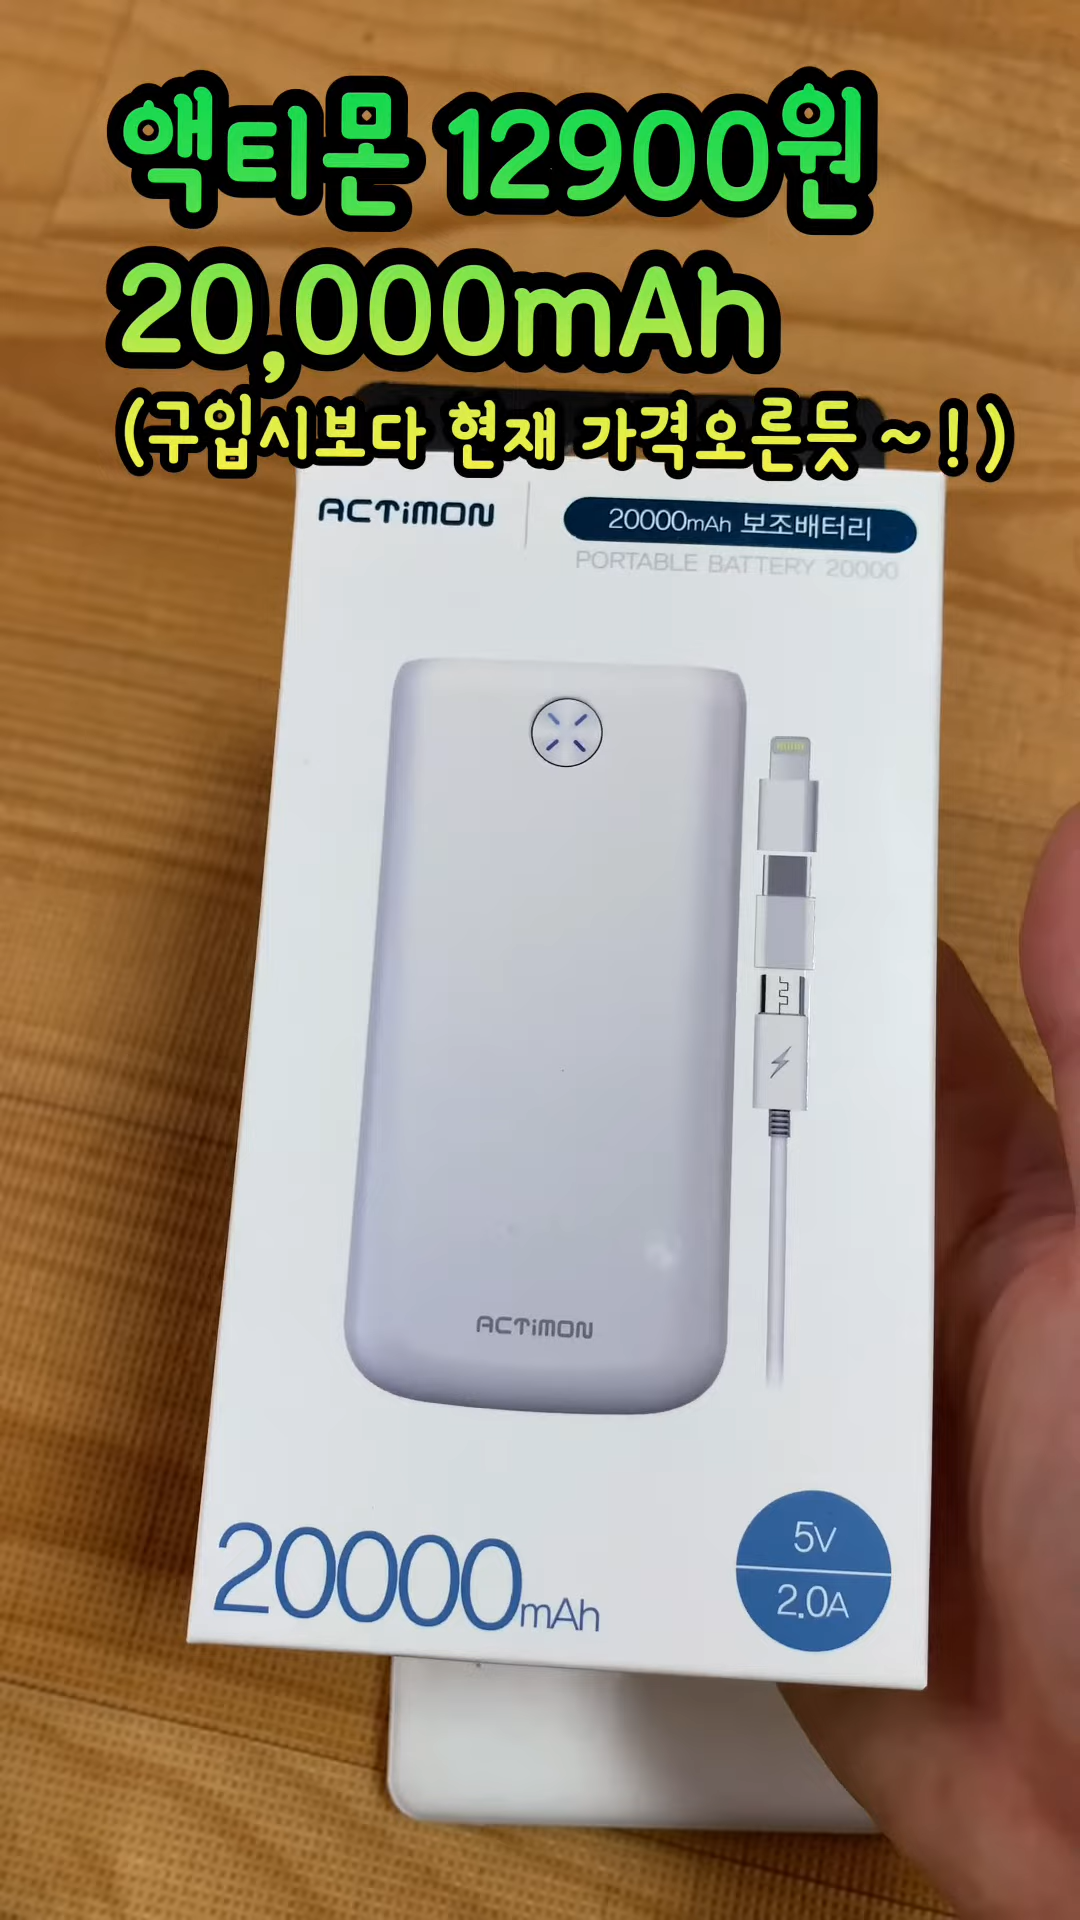 액티몬 12900원
20,000mAh
(구입시보다 현재 가격오른듯 ~ ! )
ACTiMON
20000mAh 보조배터리
PORTABLE BATTERY 20000
ACTiMON
20000mAh
5V
2.0A